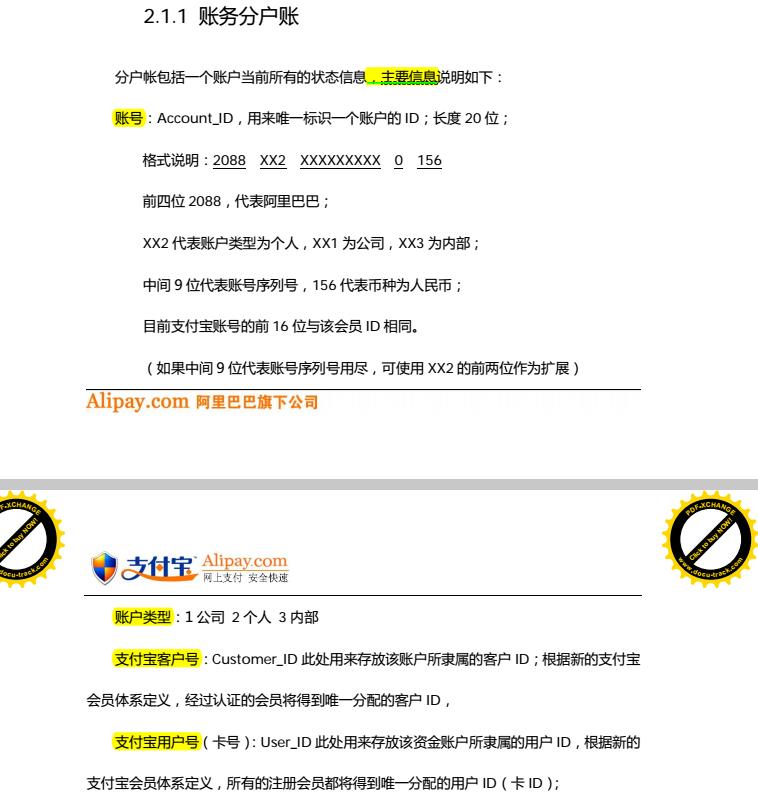 2.1.1 账务分户账
分户帐包括一个账户当前所有的状态信息，主要信息说明如下：
账号：Account_ID，用来唯一标识一个账户的 ID；长度 20 位；
格式说明：2088 XX2 XXXXXXXXX 0 156
前四位 2088，代表阿里巴巴；
XX2 代表账户类型为个人，XX1 为公司，XX3 为内部；
中间 9 位代表账号序列号，156 代表币种为人民币；
目前支付宝账号的前 16 位与该会员 ID 相同。
（如果中间 9 位代表账号序列号用尽，可使用 XX2 的前两位作为扩展）
Alipay.com 阿里巴巴旗下公司
PDF-XCHANGE
Click to buy NOW!
www.docu-track.com
支付宝 Alipay.com
网上支付 安全快速
账户类型：1 公司 2 个人 3 内部
支付宝客户号：Customer_ID 此处用来存放该账户所隶属的客户 ID；根据新的支付宝
会员体系定义，经过认证的会员将得到唯一分配的客户 ID，
支付宝用户号（卡号）：User_ID 此处用来存放该资金账户所隶属的用户 ID，根据新的
支付宝会员体系定义，所有的注册会员都将得到唯一分配的用户 ID（卡 ID）；